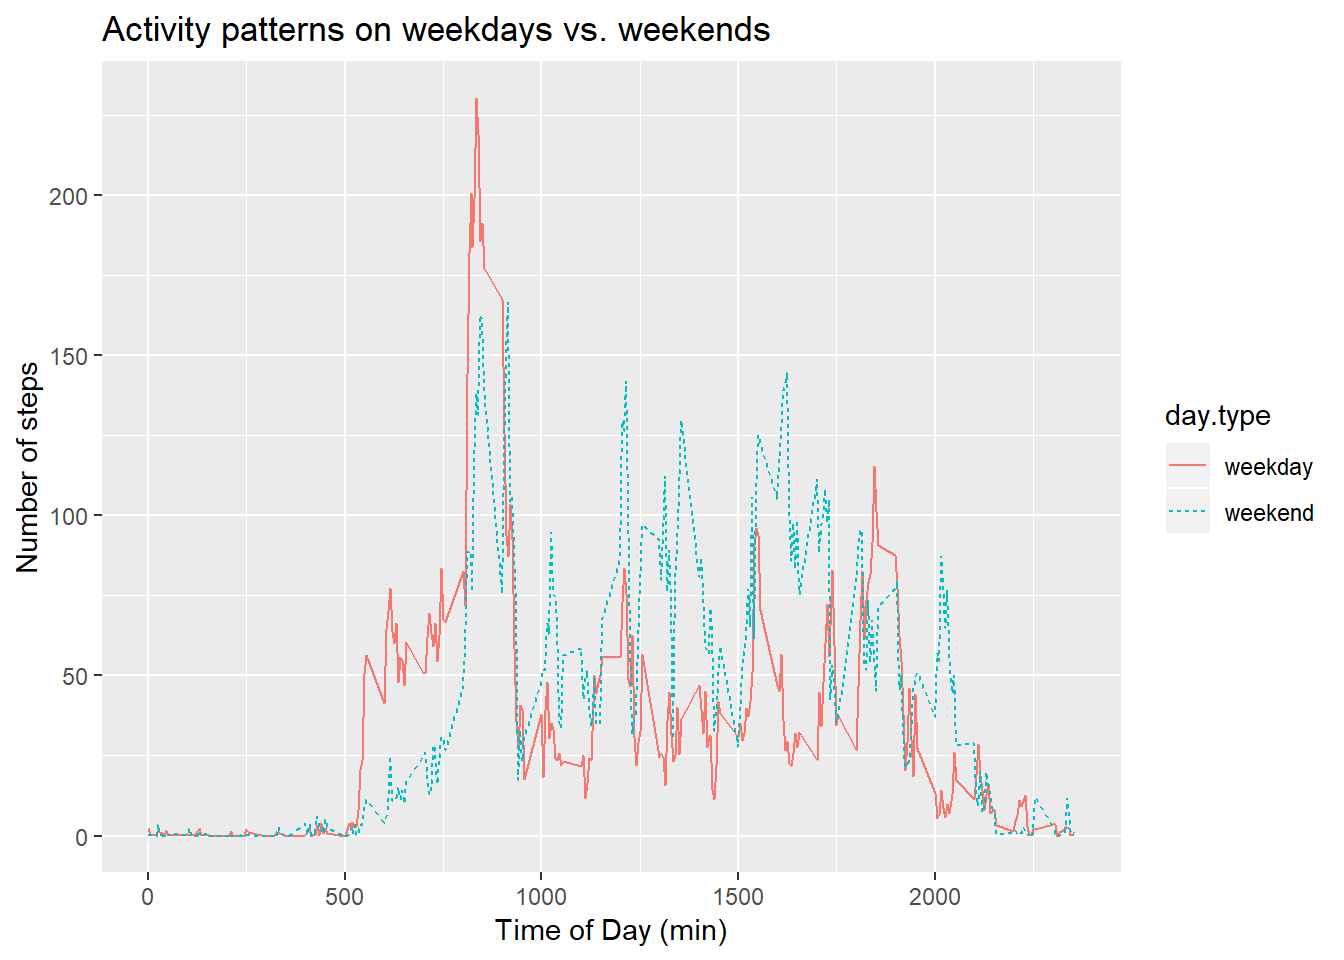 Activity patterns on weekdays vs. weekends
Number of steps
200
150
100
50
0
0 500 1000 1500 2000
Time of Day (min)
day.type
weekday
weekend